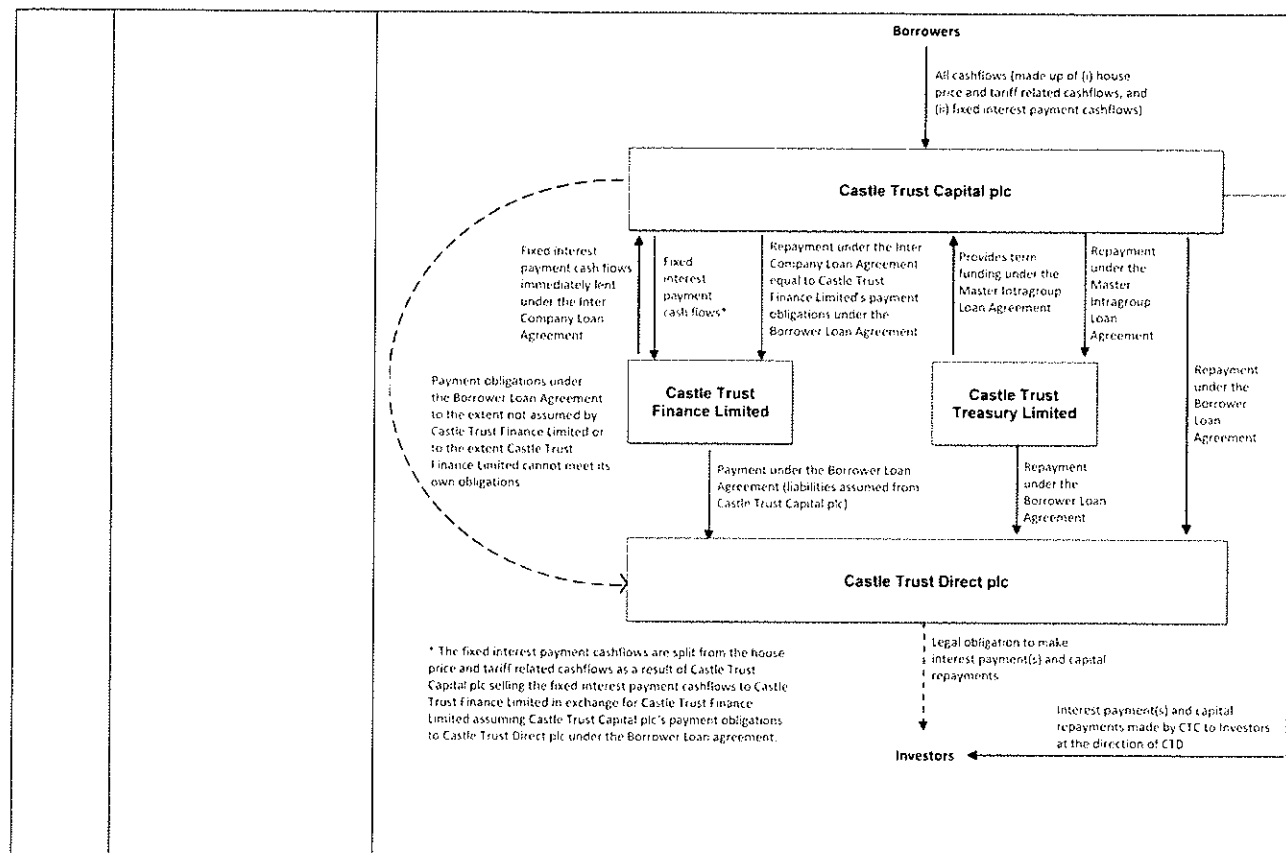 Borrowers
All cashflows (made up of (i) house
price and tariff related cashflows, and
(ii) fixed interest payment cashflows)
Castle Trust Capital plc
Fixed interest
payment cash flows
immediately lent
under the Inter
Company Loan
Agreement
Fixed
interest
payment
cash flows*
Repayment under the Inter
Company Loan Agreement
equal to Castle Trust
Finance Limited's payment
obligations under the
Borrower Loan Agreement
Provides term
funding under the
Master Intragroup
Loan Agreement
Repayment
under the
Master
Intragroup
Loan
Agreement
Repayment
under the
Borrower
Loan
Agreement
Castle Trust
Finance Limited
Castle Trust
Treasury Limited
Payment obligations under
the Borrower Loan Agreement
to the extent not assumed by
Castle Trust Finance Limited or
to the extent Castle Trust
Finance Limited cannot meet its
own obligations
Payment under the Borrower Loan
Agreement (liabilities assumed from
Castle Trust Capital plc)
Repayment
under the
Borrower Loan
Agreement
Castle Trust Direct plc
* The fixed interest payment cashflows are split from the house
price and tariff related cashflows as a result of Castle Trust
Capital plc selling the fixed interest payment cashflows to Castle
Trust Finance Limited in exchange for Castle Trust Finance
Limited assuming Castle Trust Capital plc's payment obligations
to Castle Trust Direct plc under the Borrower Loan agreement.
Legal obligation to make
interest payment(s) and capital
repayments
Interest payment(s) and capital
repayments made by CTC to Investors
at the direction of CTD
Investors